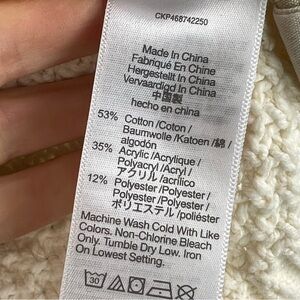 CKP468742250
Made In China
Fabriqué En Chine
Hergestellt In China
Vervaardigd In China
中国製
hecho en china
53% Cotton /Coton /
Baumwolle /Katoen /綿 /
algodón
35% Acrylic /Acrylique /
Polyacryl /Acryl /
アクリル /acrílico
12% Polyester /Polyester /
Polyester /Polyester /
ポリエステル /poliéster
Machine Wash Cold With Like
Colors. Non-Chlorine Bleach
Only. Tumble Dry Low. Iron
On Lowest Setting.
30